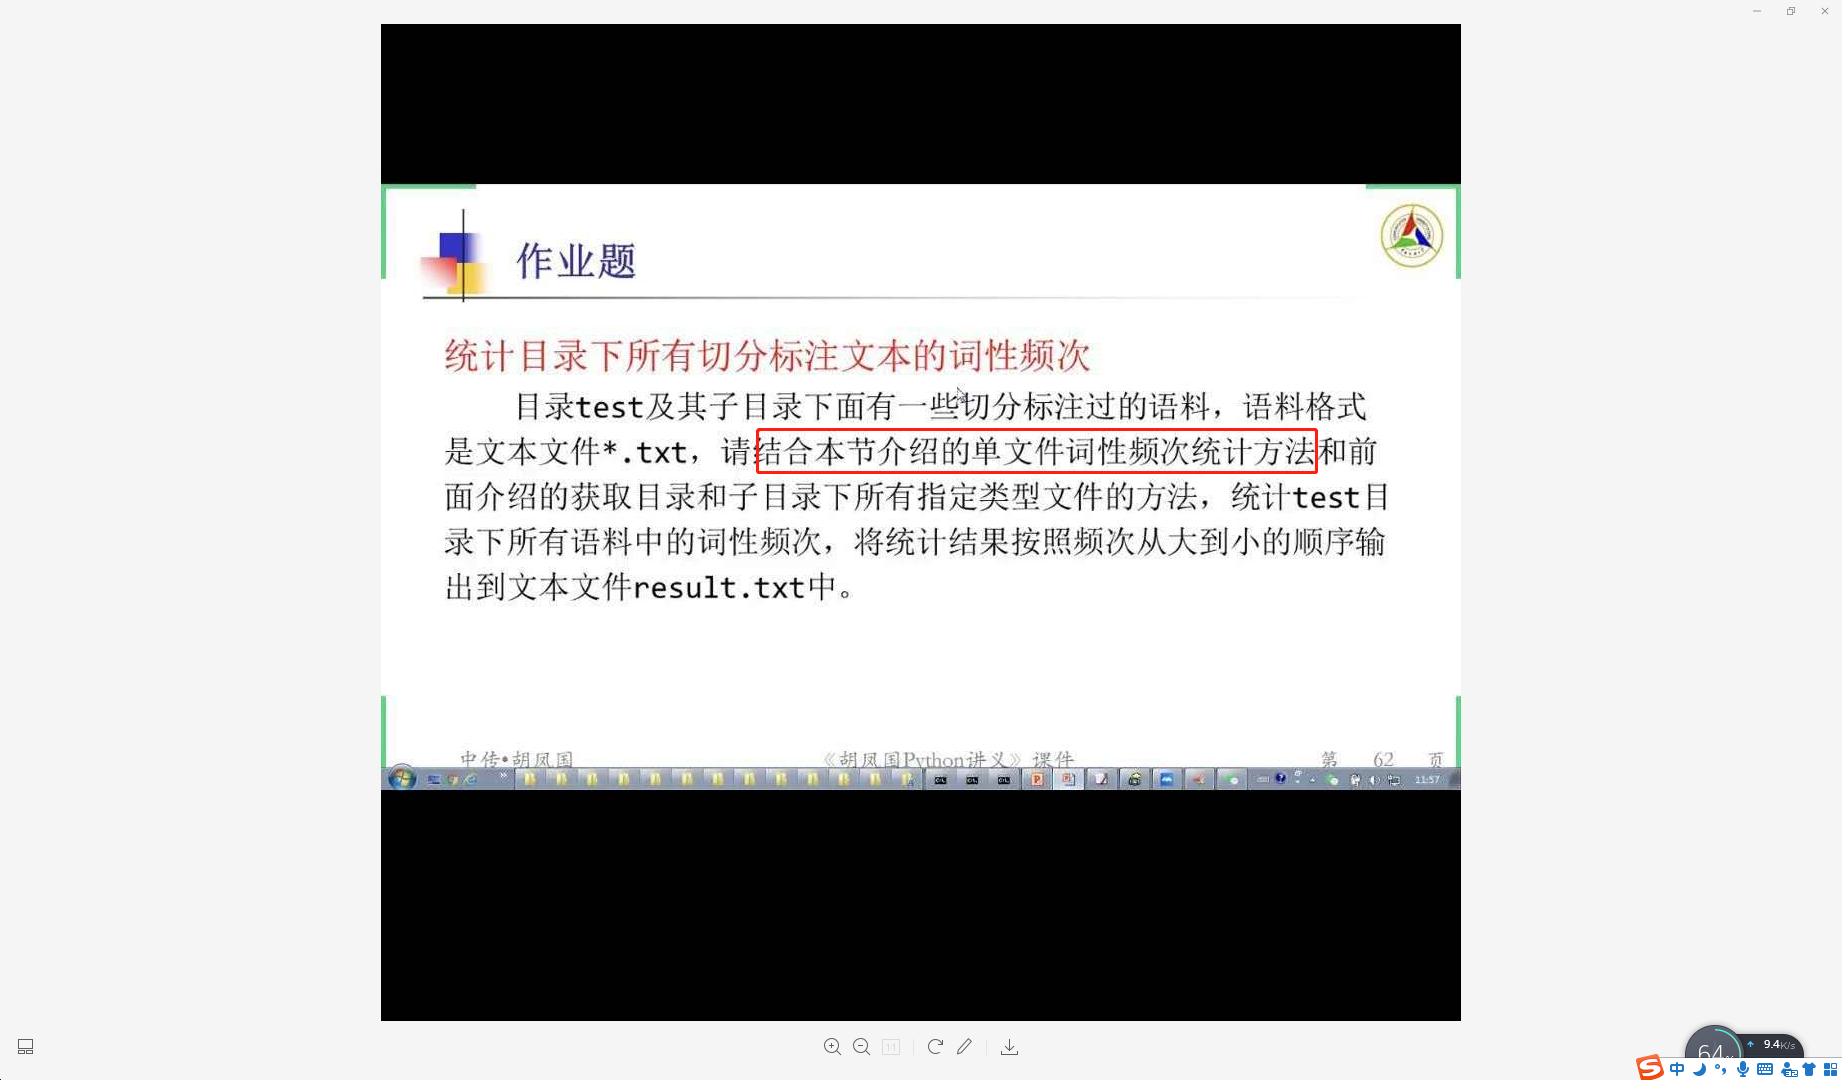 作业题
统计目录下所有切分标注文本的词性频次
目录test及其子目录下面有一些切分标注过的语料，语料格式
是文本文件*.txt，请结合本节介绍的单文件词性频次统计方法和前
面介绍的获取目录和子目录下所有指定类型文件的方法，统计test目
录下所有语料中的词性频次，将统计结果按照频次从大到小的顺序输
出到文本文件result.txt中。
中传•胡凤国 《胡凤国Python讲义》课件 第 62 页
11:57
1:1
64%
9.4K/s
中